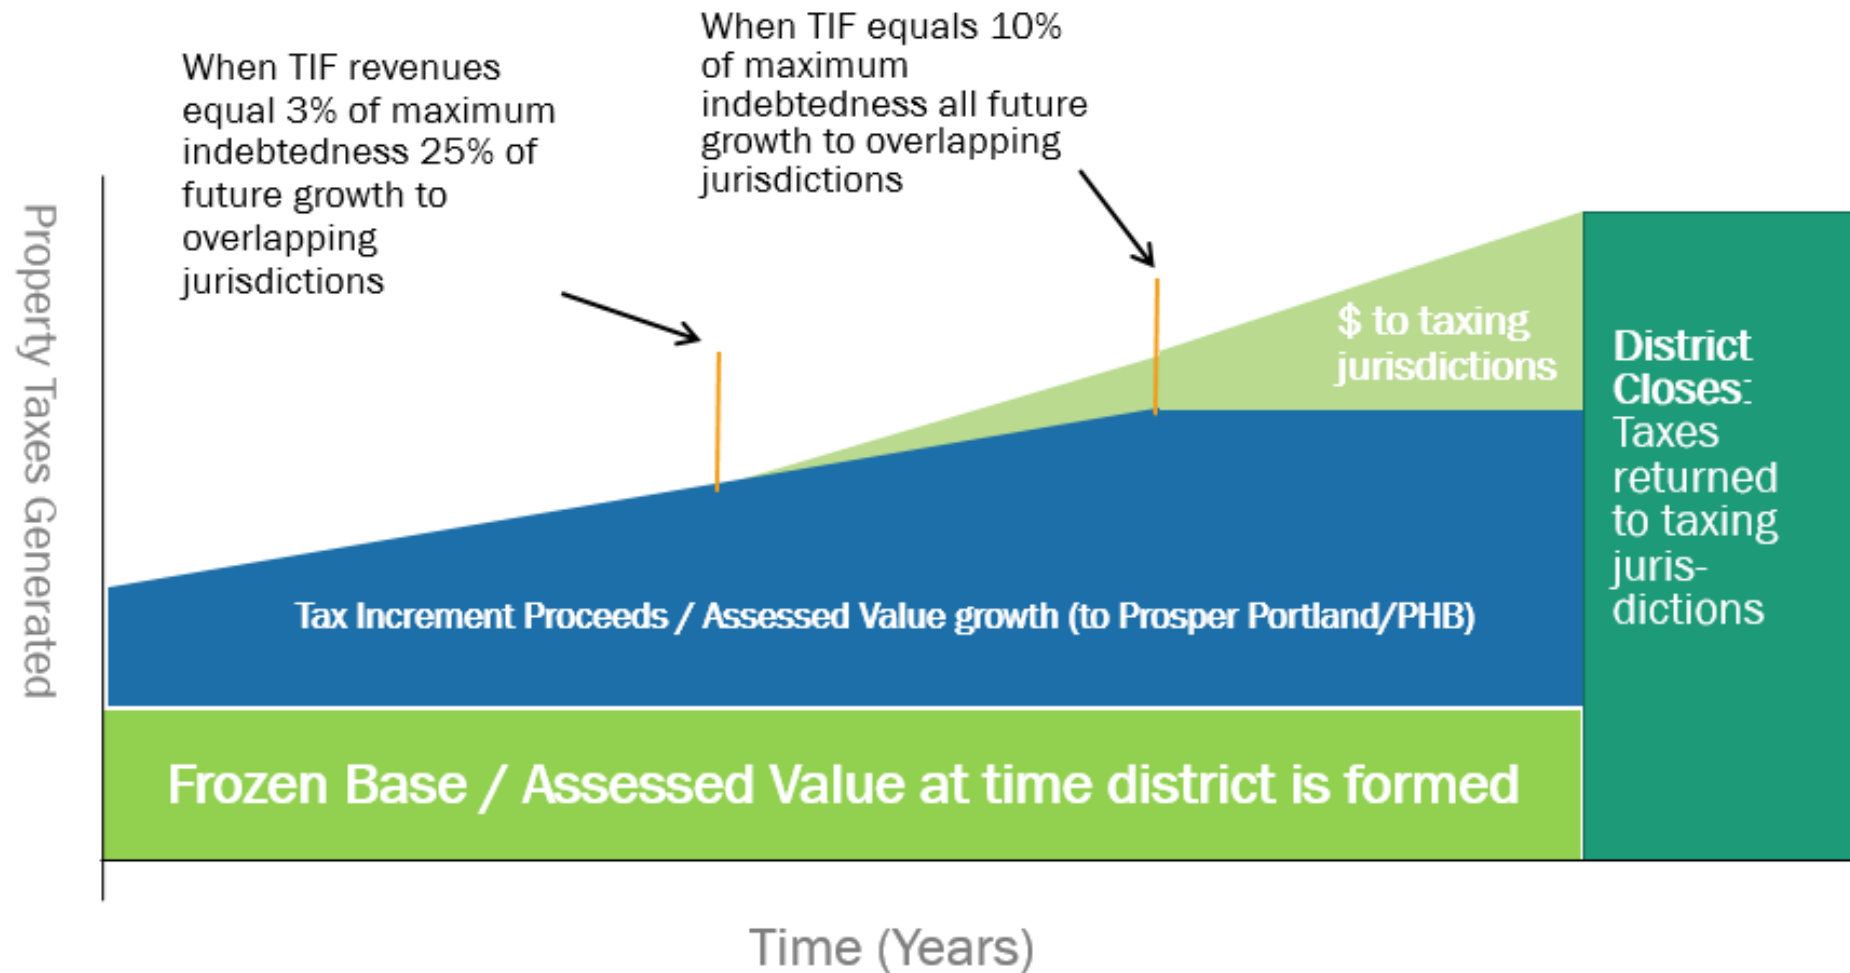 When TIF revenues
equal 3% of maximum
indebtedness 25% of
future growth to
overlapping
jurisdictions
When TIF equals 10%
of maximum
indebtedness all future
growth to overlapping
jurisdictions
Property Taxes Generated
$ to taxing
jurisdictions
District
Closes:
Taxes
returned
to taxing
juris-
dictions
Tax Increment Proceeds / Assessed Value growth (to Prosper Portland/PHB)
Frozen Base / Assessed Value at time district is formed
Time (Years)